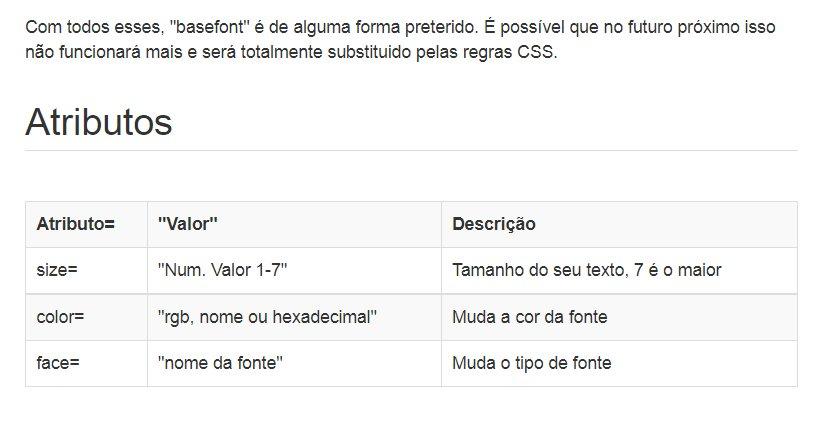 Com todos esses, "basefont" é de alguma forma preterido. É possível que no futuro próximo isso
não funcionará mais e será totalmente substituido pelas regras CSS.
Atributos
Atributo= "Valor" Descrição
size= "Num. Valor 1-7" Tamanho do seu texto, 7 é o maior
color= "rgb, nome ou hexadecimal" Muda a cor da fonte
face= "nome da fonte" Muda o tipo de fonte